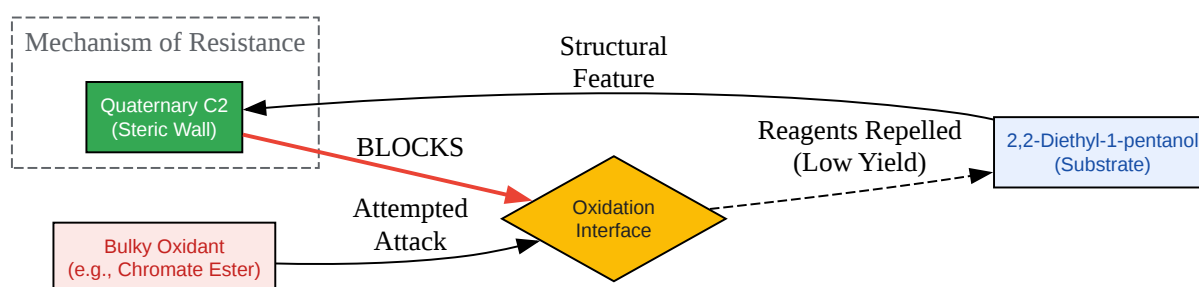 Mechanism of Resistance
Quaternary C2
(Steric Wall)
Structural
Feature
BLOCKS
Reagents Repelled
(Low Yield)
2,2-Diethyl-1-pentanol
(Substrate)
Attempted
Attack
Oxidation
Interface
Bulky Oxidant
(e.g., Chromate Ester)